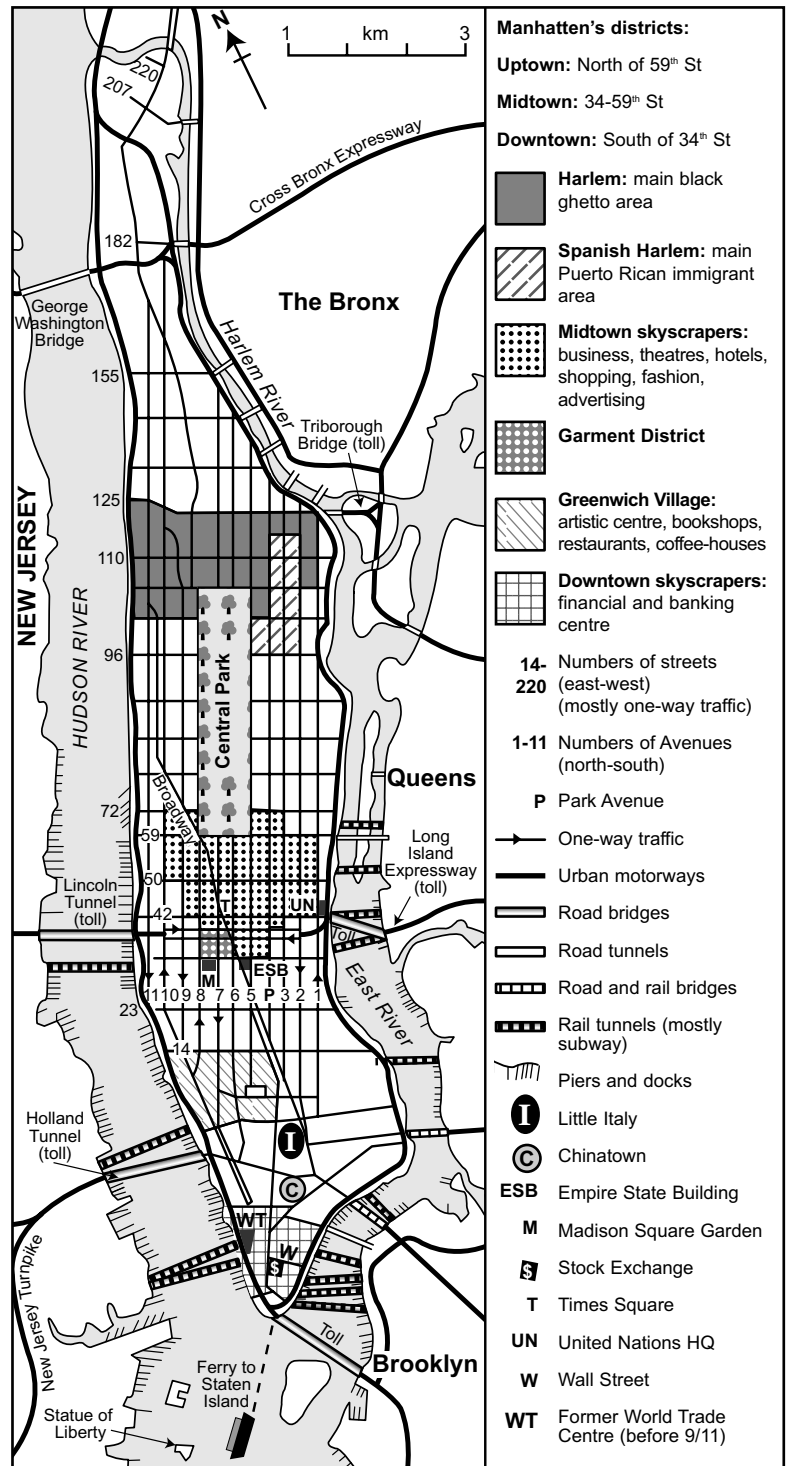 N
1 km 3
220
207
Cross Bronx Expressway
182
George
Washington
Bridge
The Bronx
Harlem River
155
Triborough
Bridge (toll)
125
110
NEW JERSEY
HUDSON RIVER
96
Central Park
Broadway
72
Queens
59
Long
Island
Expressway
(toll)
50
Lincoln
Tunnel
(toll)
42
T
UN
Toll
ESB
M
11 10 9 8 7 6 5 P 3 2 1
23
East River
14
Holland
Tunnel
(toll)
I
C
WT
W
$
New Jersey Turnpike
Toll
Brooklyn
Ferry to
Staten
Island
Statue of
Liberty
Manhatten's districts:
Uptown: North of 59th St
Midtown: 34-59th St
Downtown: South of 34th St
Harlem: main black
ghetto area
Spanish Harlem: main
Puerto Rican immigrant
area
Midtown skyscrapers:
business, theatres, hotels,
shopping, fashion,
advertising
Garment District
Greenwich Village:
artistic centre, bookshops,
restaurants, coffee-houses
Downtown skyscrapers:
financial and banking
centre
14- Numbers of streets
220 (east-west)
(mostly one-way traffic)
1-11 Numbers of Avenues
(north-south)
P Park Avenue
One-way traffic
Urban motorways
Road bridges
Road tunnels
Road and rail bridges
Rail tunnels (mostly
subway)
Piers and docks
I Little Italy
C Chinatown
ESB Empire State Building
M Madison Square Garden
$ Stock Exchange
T Times Square
UN United Nations HQ
W Wall Street
WT Former World Trade
Centre (before 9/11)